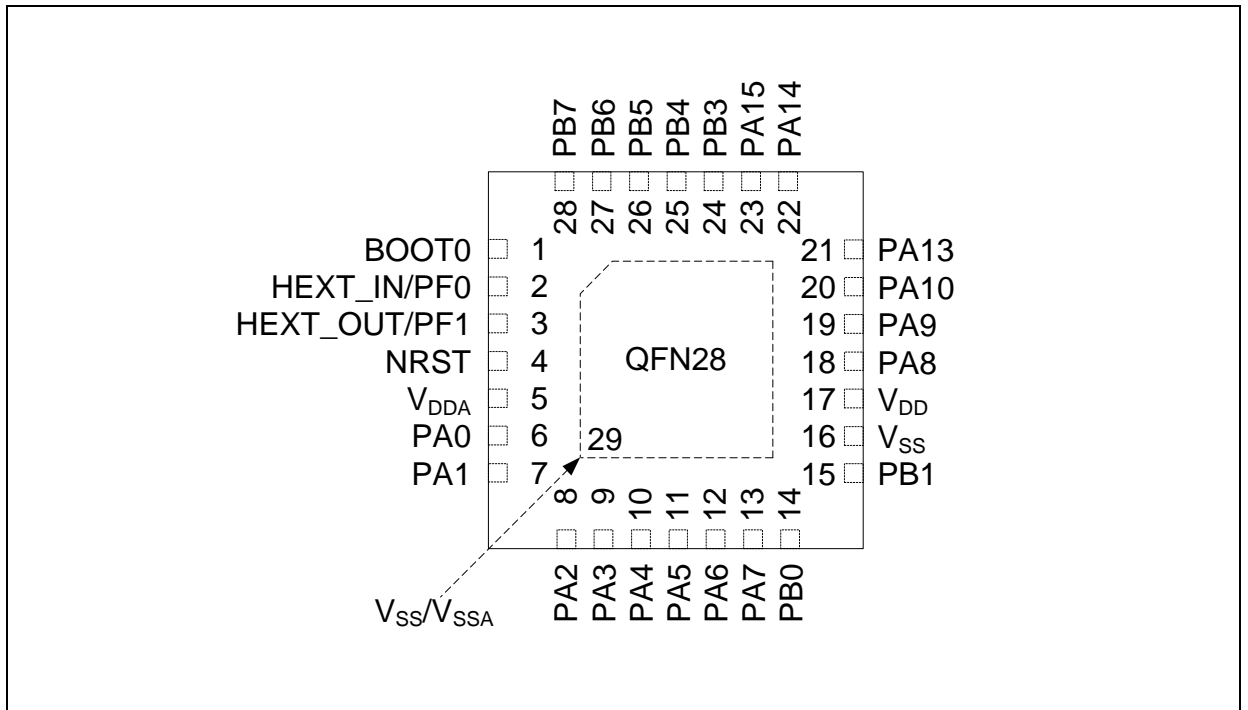 PB7
PB6
PB5
PB4
PB3
PA15
PA14
28
27
26
25
24
23
22
BOOT0 1
HEXT_IN/PF0 2
HEXT_OUT/PF1 3
NRST 4
VDDA 5
PA0 6
PA1 7
QFN28
29
21 PA13
20 PA10
19 PA9
18 PA8
17 VDD
16 VSS
15 PB1
8
9
10
11
12
13
14
PA2
PA3
PA4
PA5
PA6
PA7
PB0
VSS/VSSA